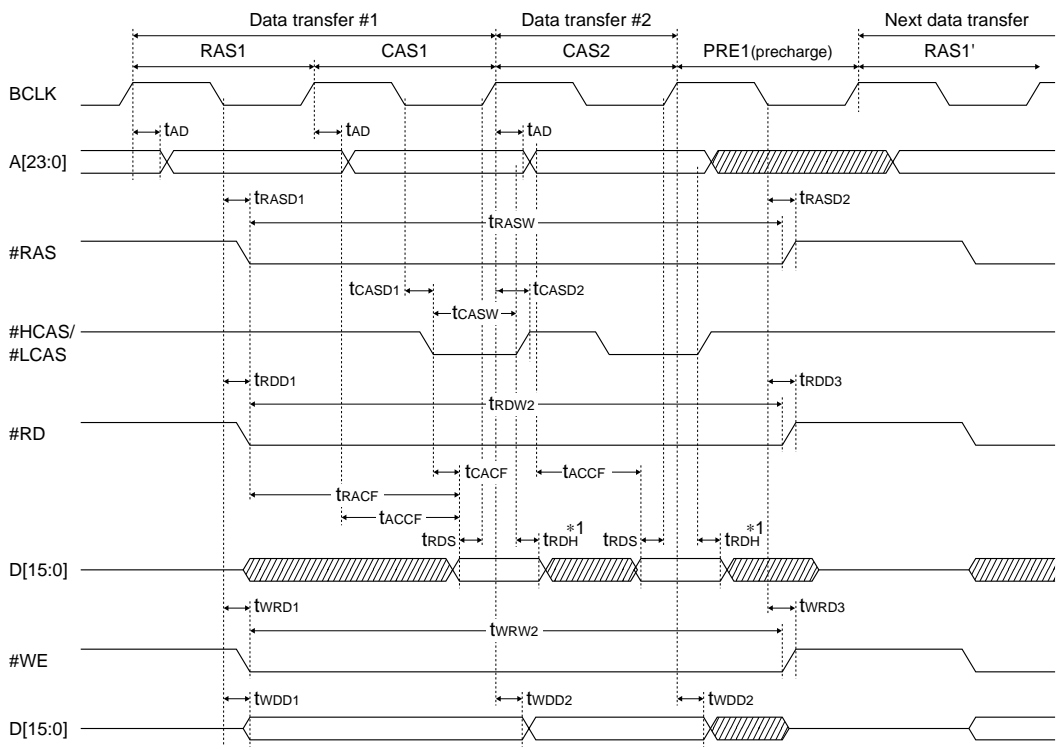 Data transfer #1 Data transfer #2 Next data transfer
RAS1 CAS1 CAS2 PRE1(precharge) RAS1'
BCLK
tAD tAD tAD
A[23:0]
tRASD1 tRASD2
tRASW
#RAS
tCASD1 tCASD2
tCASW
#HCAS/
#LCAS
tRDD1 tRDD3
tRDW2
#RD
tCACF tACCF
tRACF
tACCF
tRDS tRDH*1 tRDS tRDH*1
D[15:0]
tWRD1 tWRD3
tWRW2
#WE
tWDD1 tWDD2 tWDD2
D[15:0]